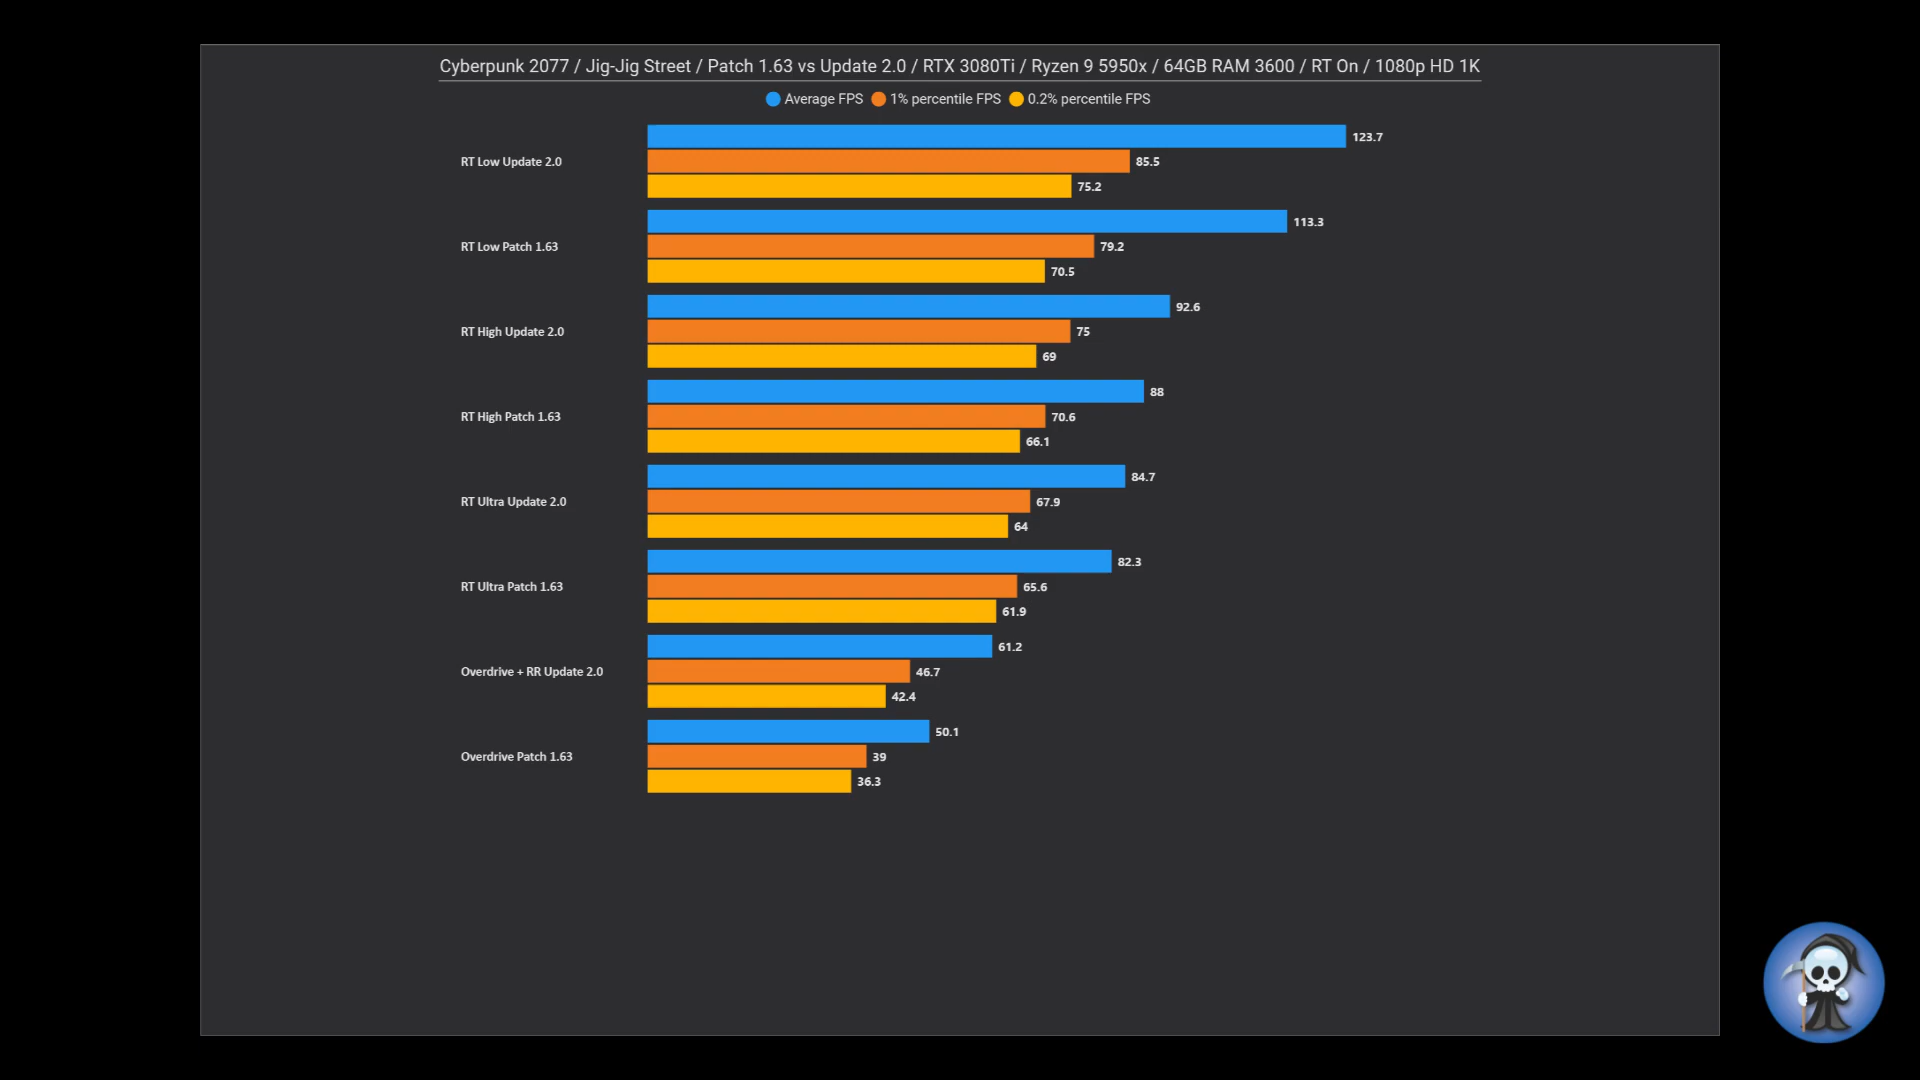 Cyberpunk 2077 / Jig-Jig Street / Patch 1.63 vs Update 2.0 / RTX 3080Ti / Ryzen 9 5950x / 64GB RAM 3600 / RT On / 1080p HD 1K
Average FPS 1% percentile FPS 0.2% percentile FPS
123.7
RT Low Update 2.0 85.5
75.2
113.3
RT Low Patch 1.63 79.2
70.5
92.6
RT High Update 2.0 75
69
88
RT High Patch 1.63 70.6
66.1
84.7
RT Ultra Update 2.0 67.9
64
82.3
RT Ultra Patch 1.63 65.6
61.9
61.2
Overdrive + RR Update 2.0 46.7
42.4
50.1
Overdrive Patch 1.63 39
36.3